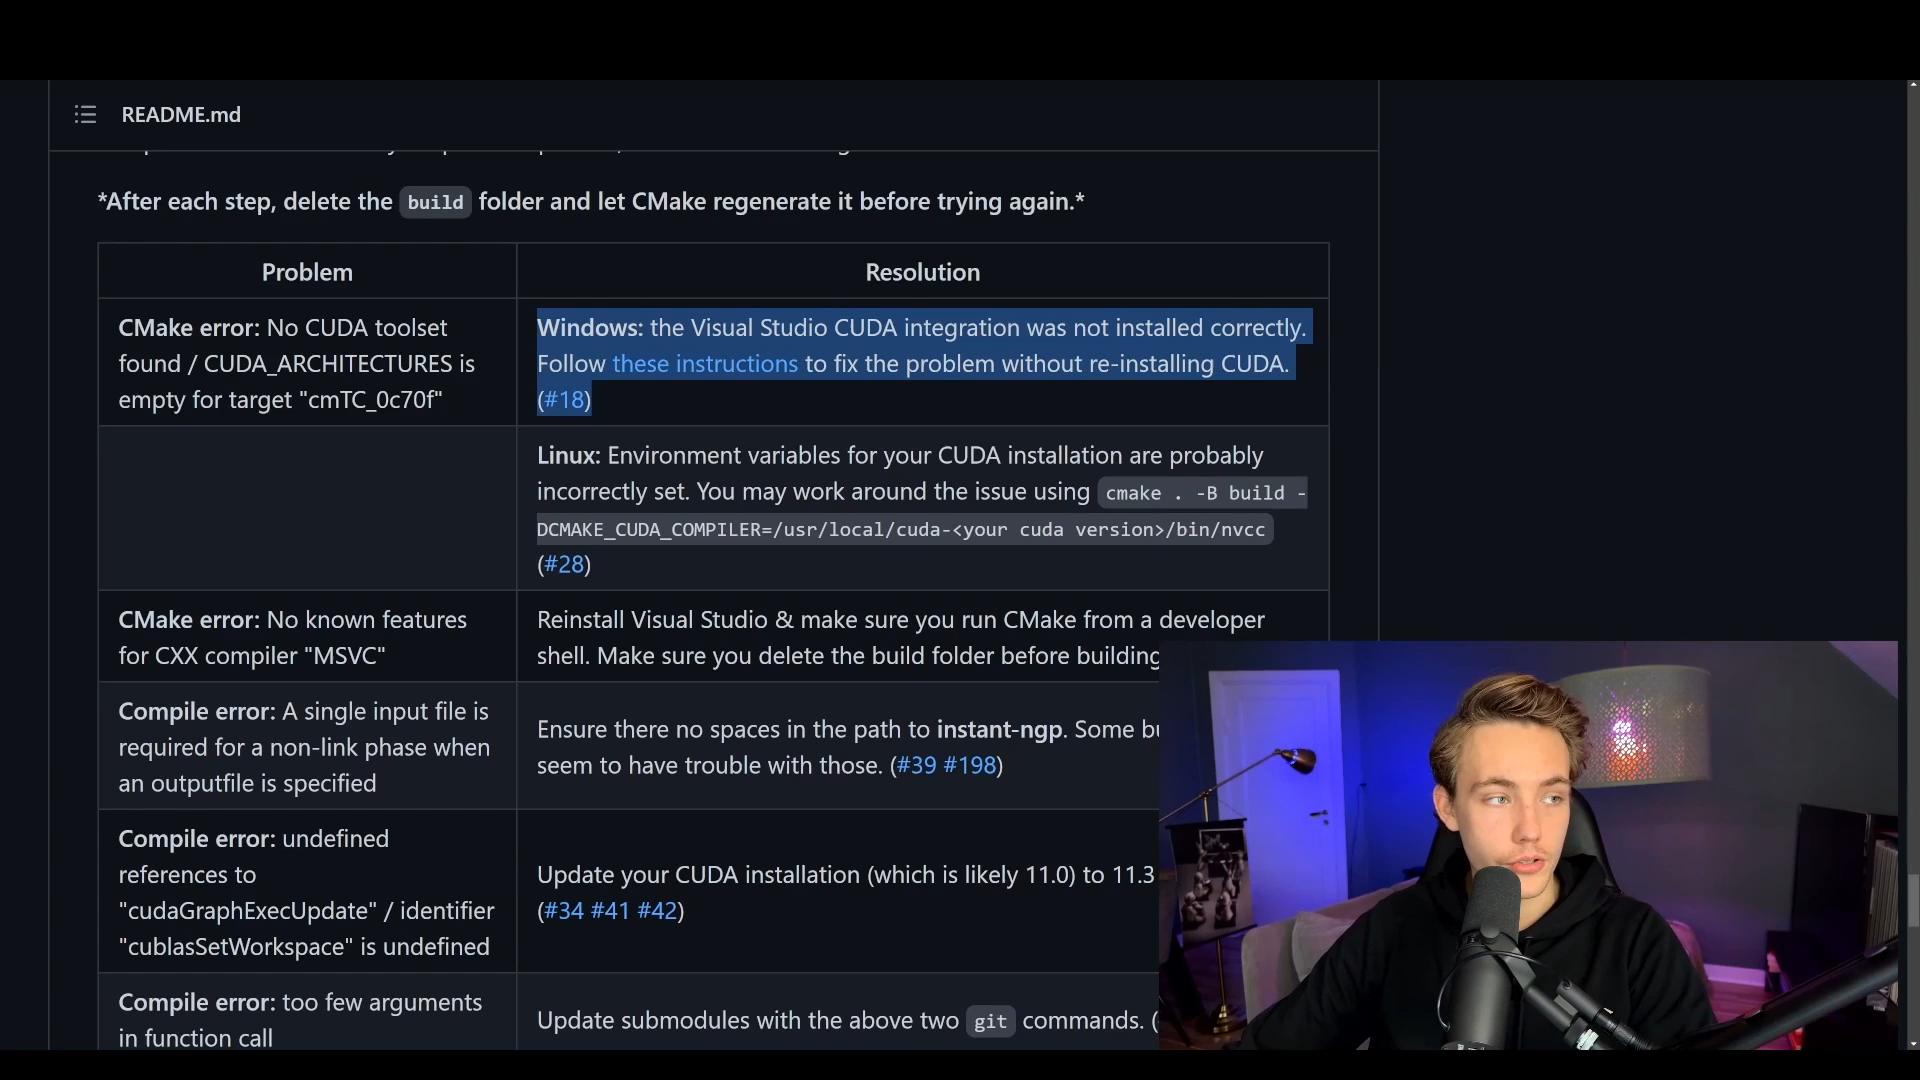 README.md
*After each step, delete the build folder and let CMake regenerate it before trying again.*
Problem
Resolution
CMake error: No CUDA toolset
found / CUDA_ARCHITECTURES is
empty for target "cmTC_0c70f"
Windows: the Visual Studio CUDA integration was not installed correctly.
Follow these instructions to fix the problem without re-installing CUDA.
(#18)
Linux: Environment variables for your CUDA installation are probably
incorrectly set. You may work around the issue using cmake . -B build -
DCMAKE_CUDA_COMPILER=/usr/local/cuda-<your cuda version>/bin/nvcc
(#28)
CMake error: No known features
for CXX compiler "MSVC"
Reinstall Visual Studio & make sure you run CMake from a developer
shell. Make sure you delete the build folder before building
Compile error: A single input file is
required for a non-link phase when
an outputfile is specified
Ensure there no spaces in the path to instant-ngp. Some bu
seem to have trouble with those. (#39 #198)
Compile error: undefined
references to
"cudaGraphExecUpdate" / identifier
"cublasSetWorkspace" is undefined
Update your CUDA installation (which is likely 11.0) to 11.3
(#34 #41 #42)
Compile error: too few arguments
in function call
Update submodules with the above two git commands. (